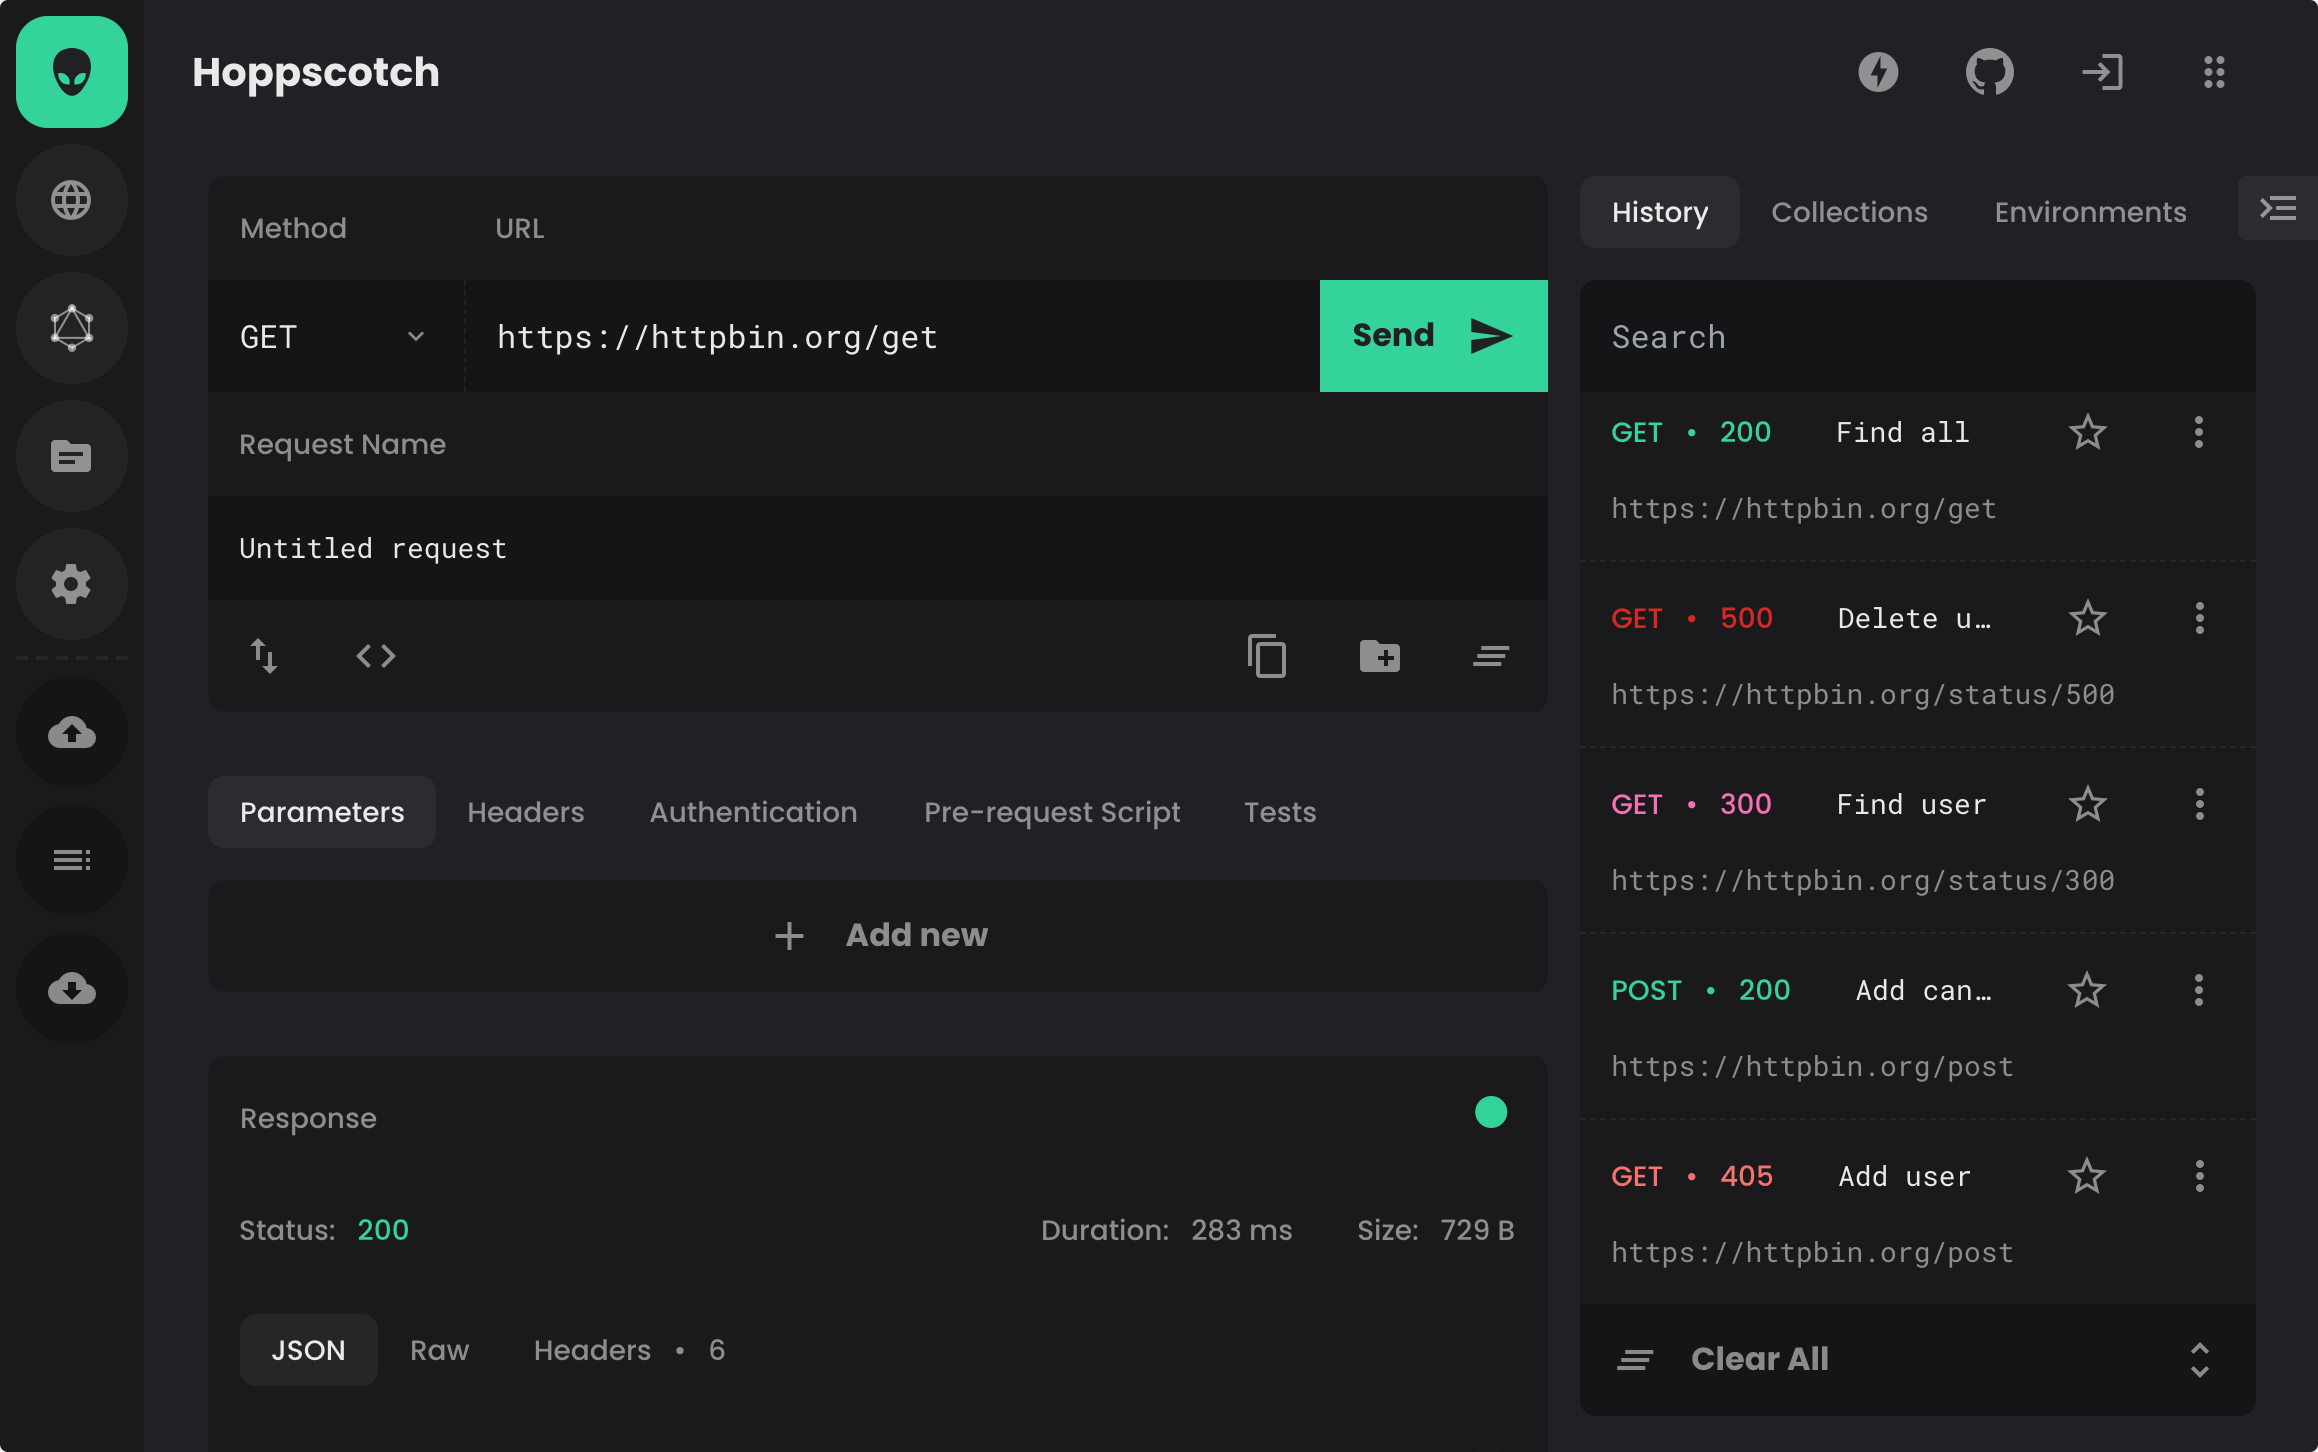 Hoppscotch
Method URL
GET https://httpbin.org/get Send
Request Name
Untitled request
Parameters Headers Authentication Pre-request Script Tests
Add new
Response
Status: 200 Duration: 283 ms Size: 729 B
JSON Raw Headers • 6
History Collections Environments
Search
GET • 200 Find all
https://httpbin.org/get
GET • 500 Delete u…
https://httpbin.org/status/500
GET • 300 Find user
https://httpbin.org/status/300
POST • 200 Add can…
https://httpbin.org/post
GET • 405 Add user
https://httpbin.org/post
Clear All